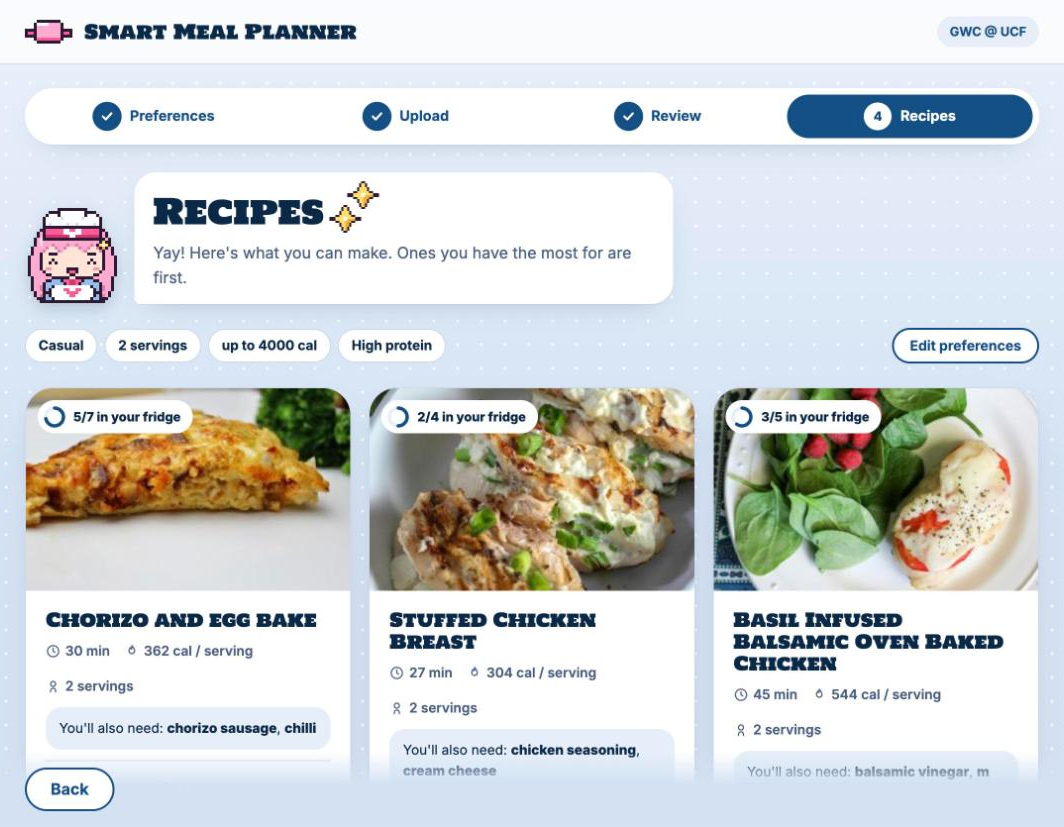 Smart Meal Planner
GWC @ UCF
Preferences
Upload
Review
4 Recipes
Recipes
Yay! Here's what you can make. Ones you have the most for are
first.
Casual
2 servings
up to 4000 cal
High protein
Edit preferences
5/7 in your fridge
Chorizo and egg bake
30 min 362 cal / serving
2 servings
You'll also need: chorizo sausage, chilli
2/4 in your fridge
Stuffed Chicken
Breast
27 min 304 cal / serving
2 servings
You'll also need: chicken seasoning,
cream cheese
3/5 in your fridge
Basil Infused
Balsamic Oven Baked
Chicken
45 min 544 cal / serving
2 servings
You'll also need: balsamic vinegar, m
Back